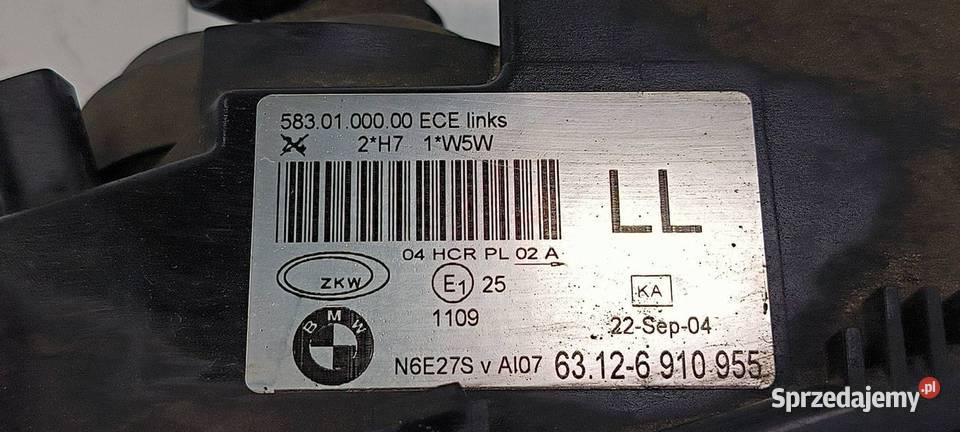 583.01.000.00 ECE links
2*H7 1*W5W
LL
04 HCR PL 02 A
ZKW
E1 25
KA
1109
22-Sep-04
BMW
N6E27S v AI07 63.12-6 910 955
Sprzedajemy.pl